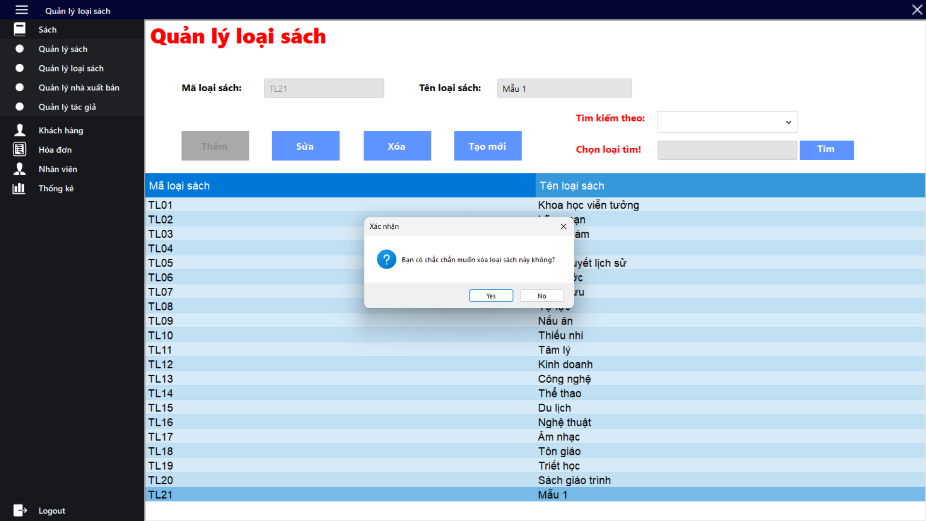 Quản lý loại sách
Sách
Quản lý sách
Quản lý loại sách
Quản lý nhà xuất bản
Quản lý tác giả
Khách hàng
Hóa đơn
Nhân viên
Thống kê
Logout
Quản lý loại sách
Mã loại sách: TL21 Tên loại sách: Mẫu 1
Tìm kiếm theo:
Thêm Sửa Xóa Tạo mới
Chọn loại tìm! Tìm
Mã loại sách Tên loại sách
TL01 Khoa học viễn tưởng
TL02
TL03
TL04
TL05 lịch sử
TL06
TL07
TL08 Tự lực
TL09 Nấu ăn
TL10 Thiếu nhi
TL11 Tâm lý
TL12 Kinh doanh
TL13 Công nghệ
TL14 Thể thao
TL15 Du lịch
TL16 Nghệ thuật
TL17 Âm nhạc
TL18 Tôn giáo
TL19 Triết học
TL20 Sách giáo trình
TL21 Mẫu 1
Xác nhận
Bạn có chắc chắn muốn xóa loại sách này không?
Yes No